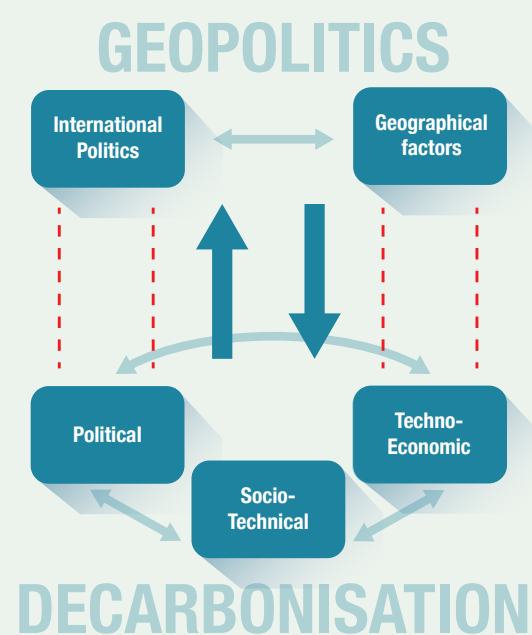 GEOPOLITICS
International
Politics
Geographical
factors
Political
Techno-
Economic
Socio-
Technical
DECARBONISATION